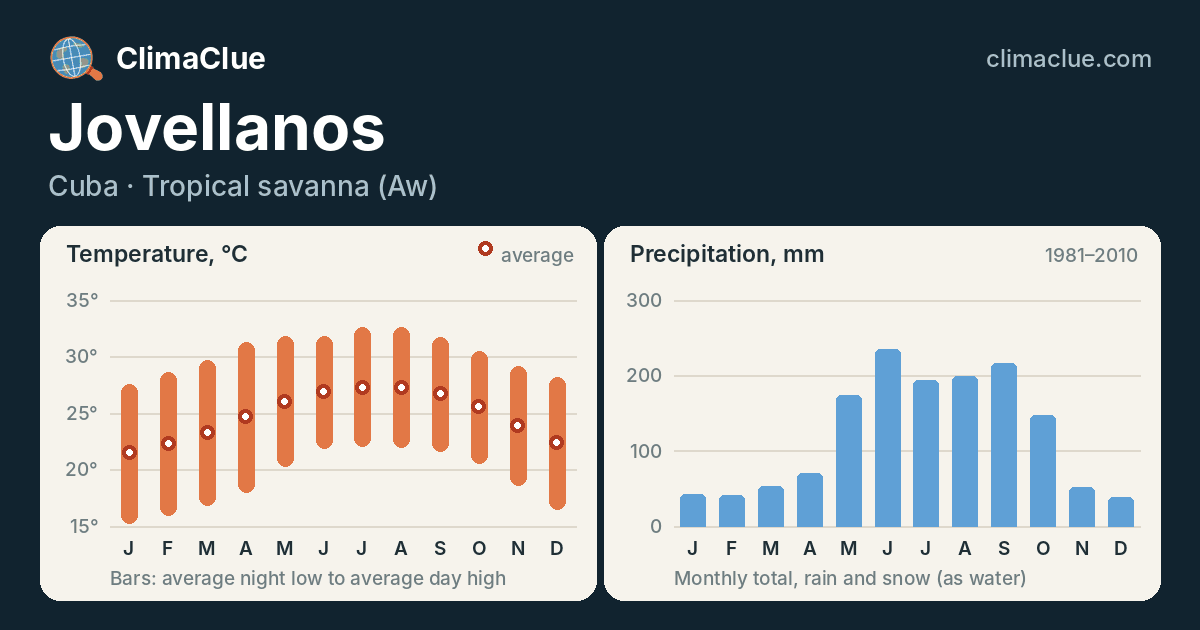 ClimaClue
climaclue.com
Jovellanos
Cuba · Tropical savanna (Aw)
Temperature, °C
average
35°
30°
25°
20°
15°
J F M A M J J A S O N D
Bars: average night low to average day high
Precipitation, mm
1981–2010
300
200
100
0
J F M A M J J A S O N D
Monthly total, rain and snow (as water)